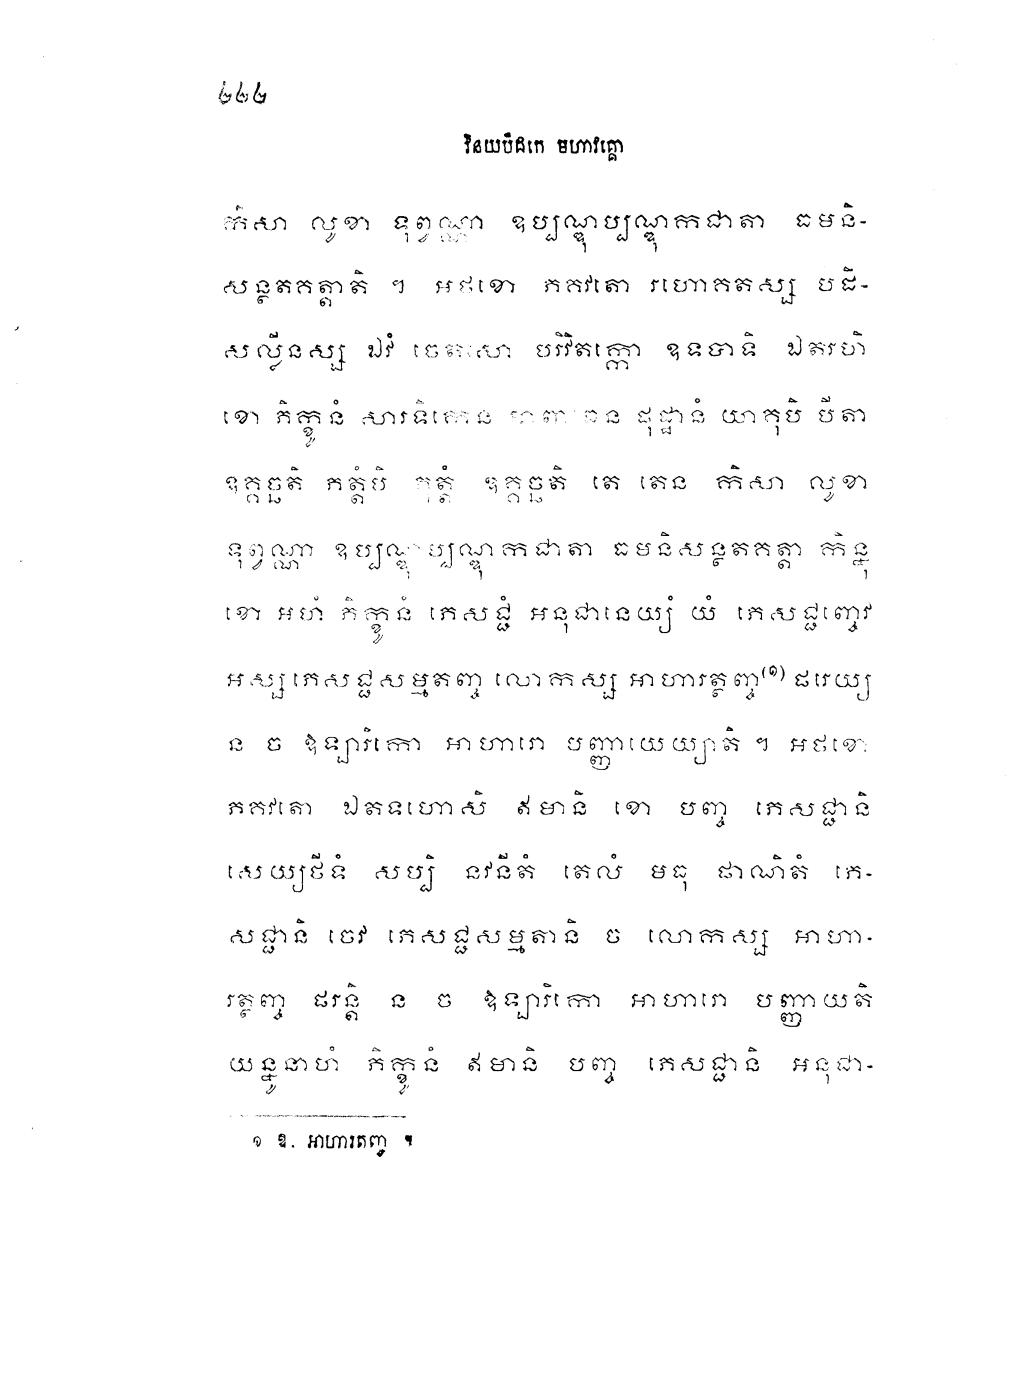 ២២២
វិនយបិដកេ មហាវគ្គោ
កិសា លូខា ទុព្វណ្ណា ឧប្បណ្ឌុប្បណ្ឌុកជាតា ធមនិ-
សន្ថតគត្តាតិ ។ អថខោ ភគវតោ រហោគតស្ស បដិ-
សល្លីនស្ស ឯវំ ចេតសោ បរិវិតក្កោ ឧទបាទិ ឯតរហិ
ខោ ភិក្ខូនំ សារទិកេន អាពាធេន ផុដ្ឋានំ យាគុបិ បីតា
ឧគ្គច្ឆតិ ភត្តំបិ ភុត្តំ ឧគ្គច្ឆតិ តេ តេន កិសា លូខា
ទុព្វណ្ណា ឧប្បណ្ឌុប្បណ្ឌុកជាតា ធមនិសន្ថតគត្តា កិន្នុ
ខោ អហំ ភិក្ខូនំ ភេសជ្ជំ អនុជានេយ្យំ យំ ភេសជ្ជញ្ចេវ
អស្ស ភេសជ្ជសម្មតញ្ច លោកស្ស អាហារត្ថញ្ច(១) ផរេយ្យ
ន ច ឱឡារិកោ អាហារោ បញ្ញាយេយ្យាតិ ។ អថខោ
ភគវតោ ឯតទហោសិ ឥមានិ ខោ បញ្ច ភេសជ្ជានិ
សេយ្យថីទំ សប្បិ នវនីតំ តេលំ មធុ ផាណិតំ ភេ-
សជ្ជានិ ចេវ ភេសជ្ជសម្មតានិ ច លោកស្ស អាហា-
រត្ថញ្ច ផរន្តិ ន ច ឱឡារិកោ អាហារោ បញ្ញាយតិ
យន្នូនាហំ ភិក្ខូនំ ឥមានិ បញ្ច ភេសជ្ជានិ អនុជា-
១ ឱ. អាហារតញ្ច ។